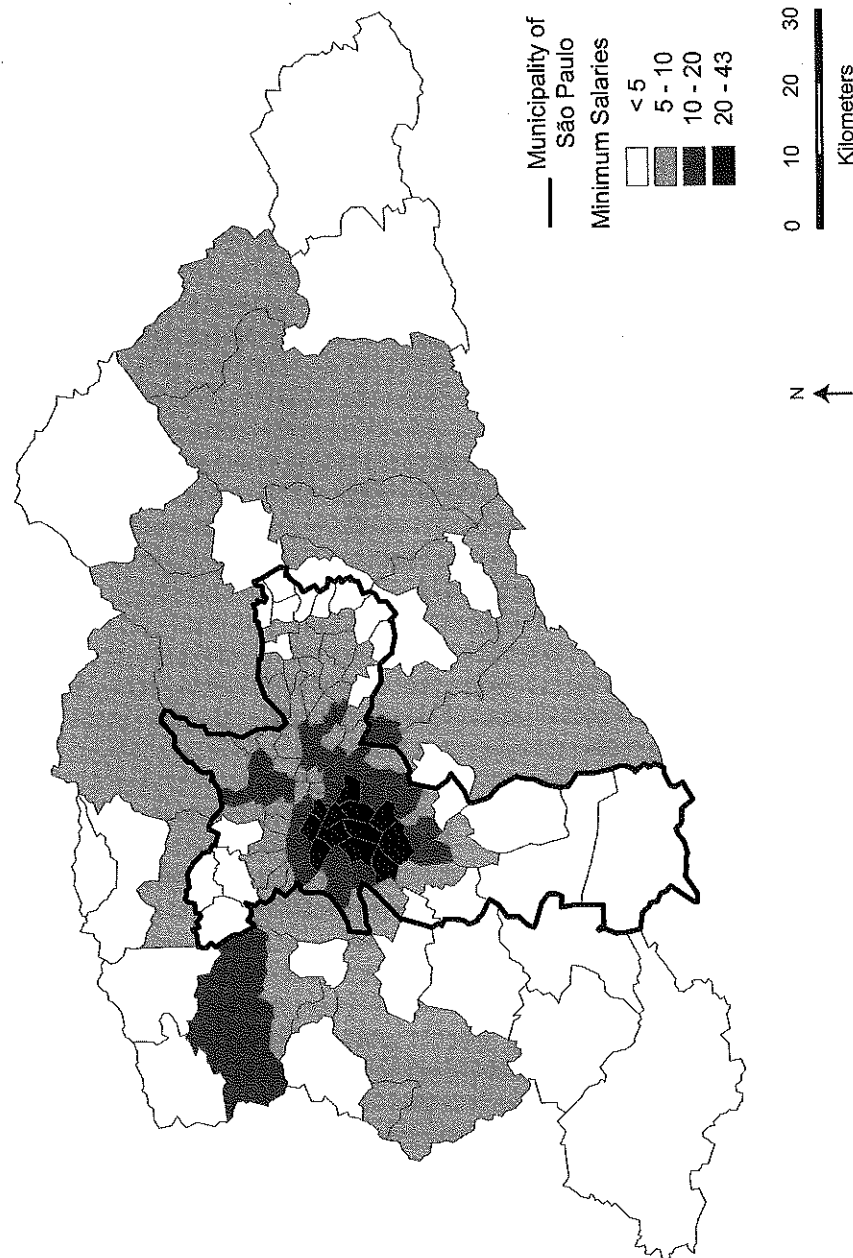 Municipality of
São Paulo
Minimum Salaries
< 5
5 - 10
10 - 20
20 - 43
0 10 20 30
Kilometers
N